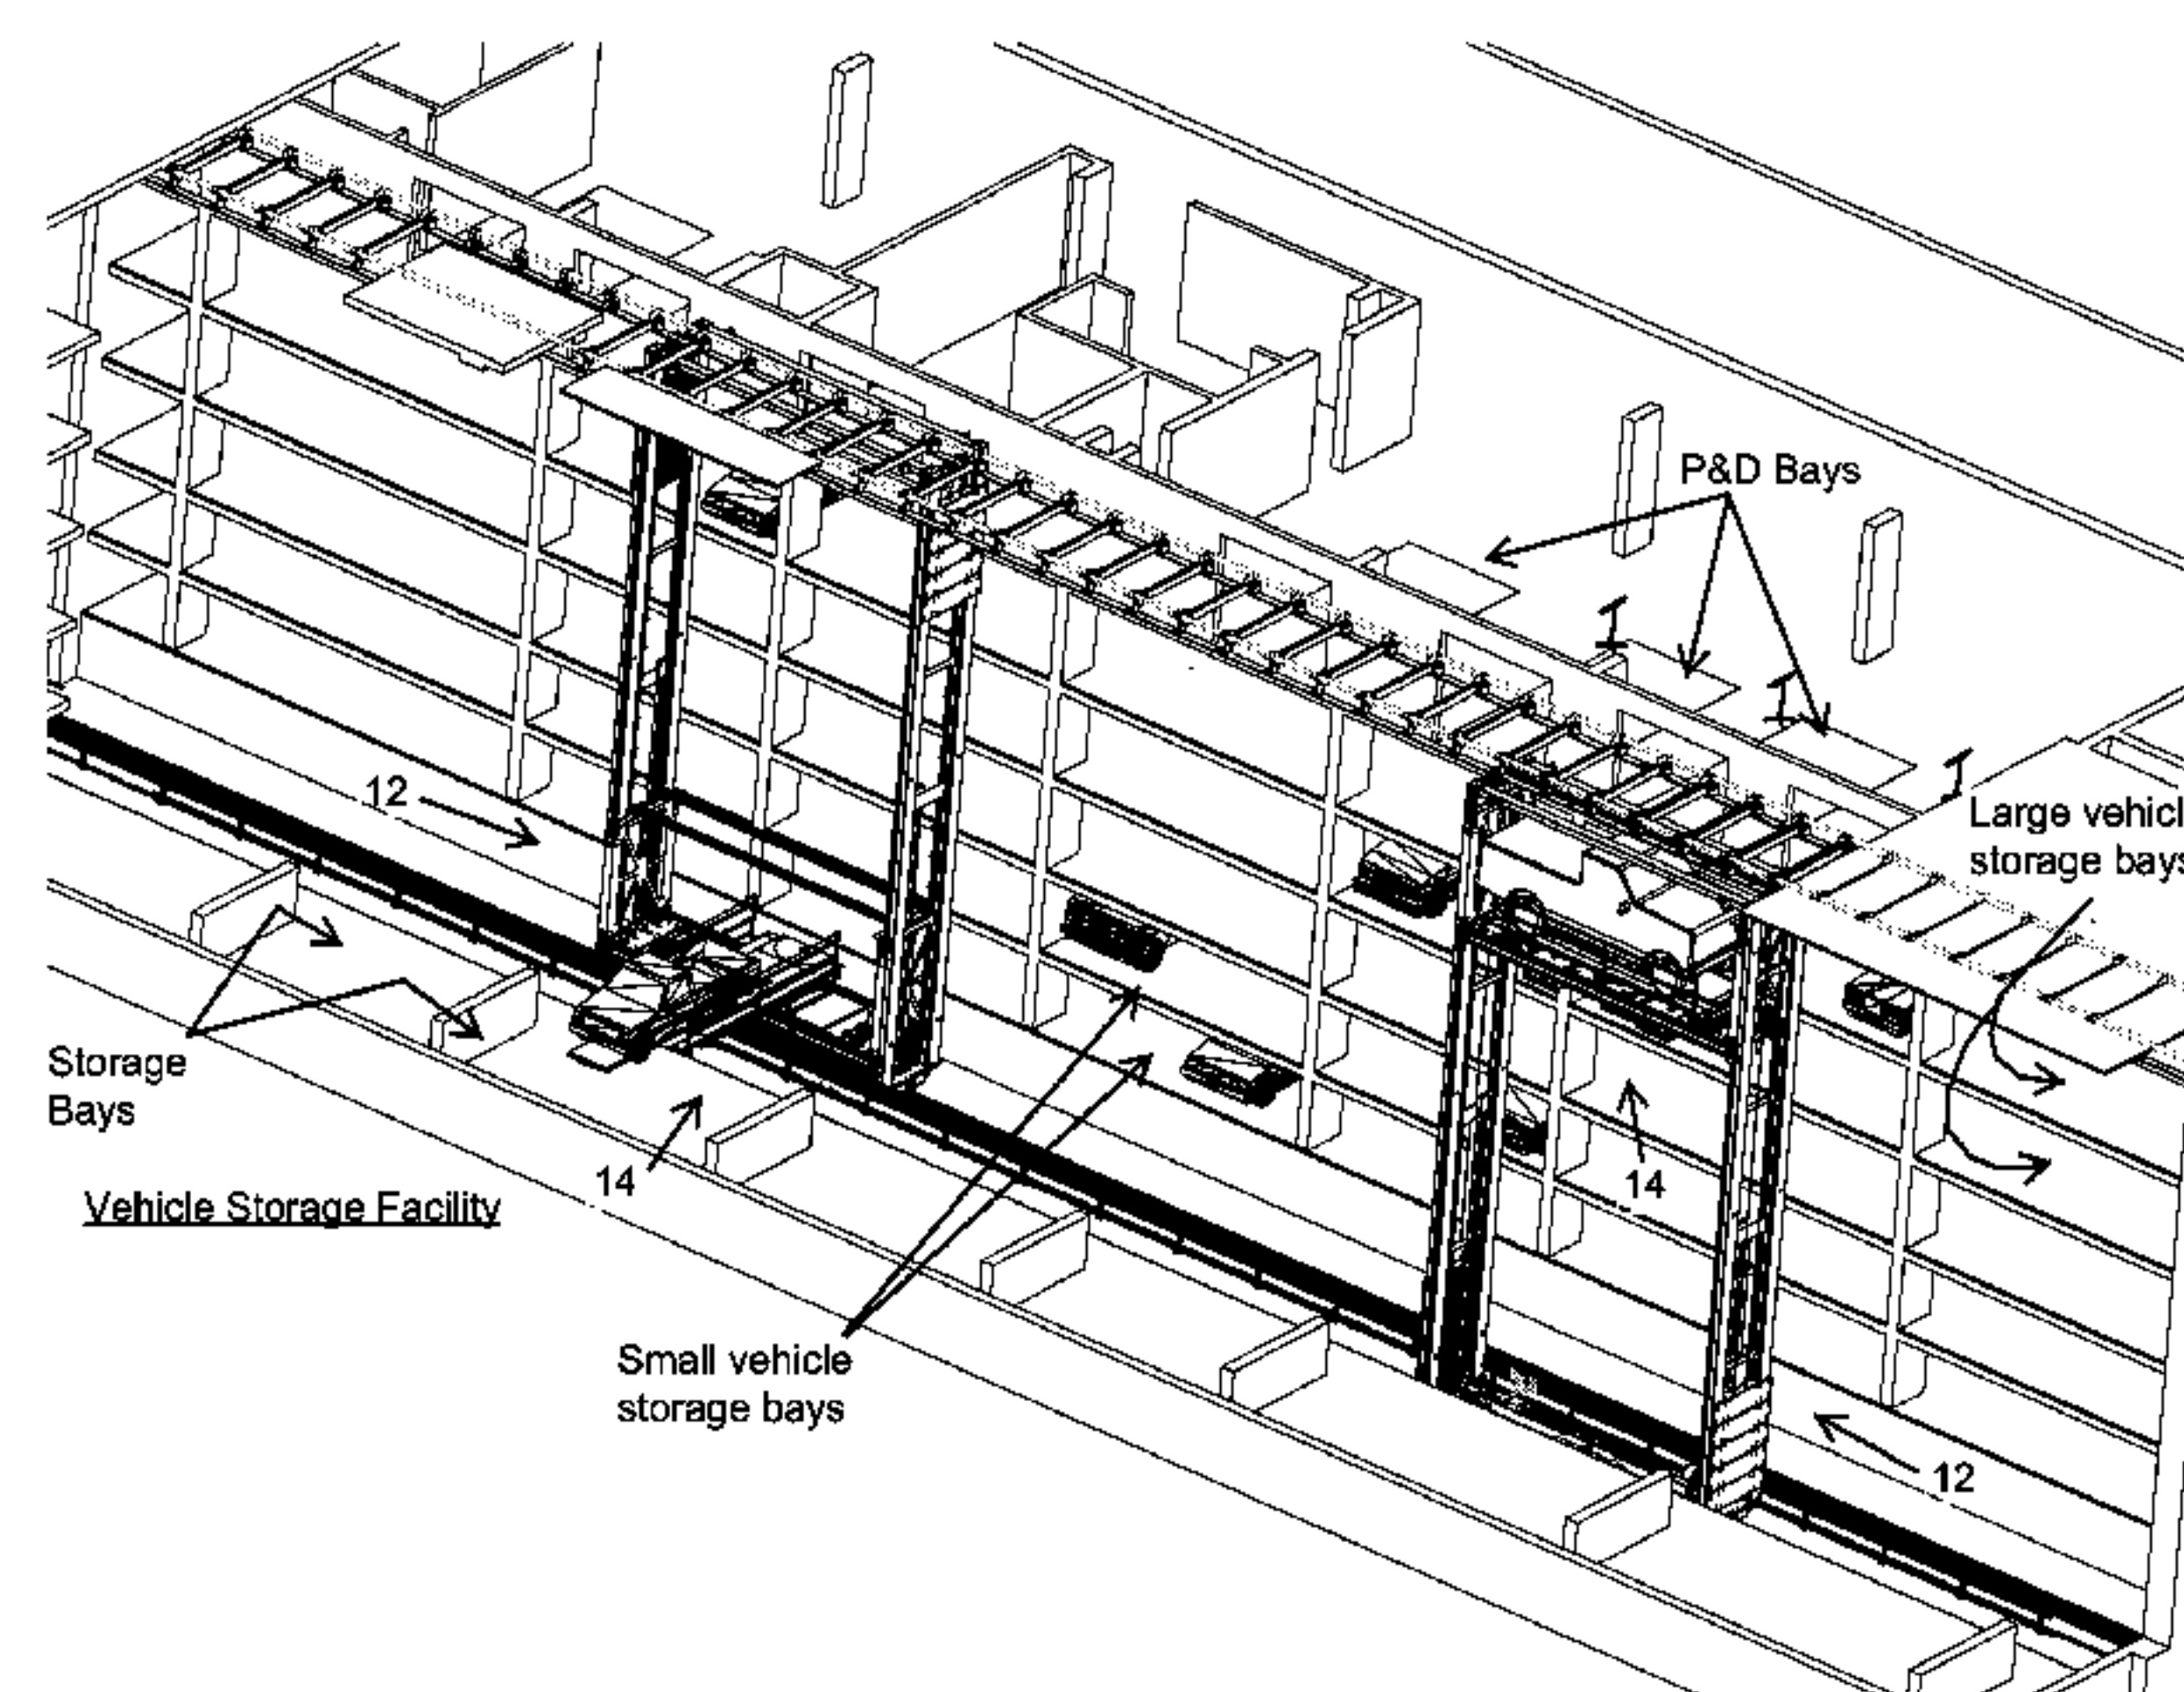 P&D Bays
Large vehicl
storage bays
12
Storage
Bays
14
14
Vehicle Storage Facility
Small vehicle
storage bays
12